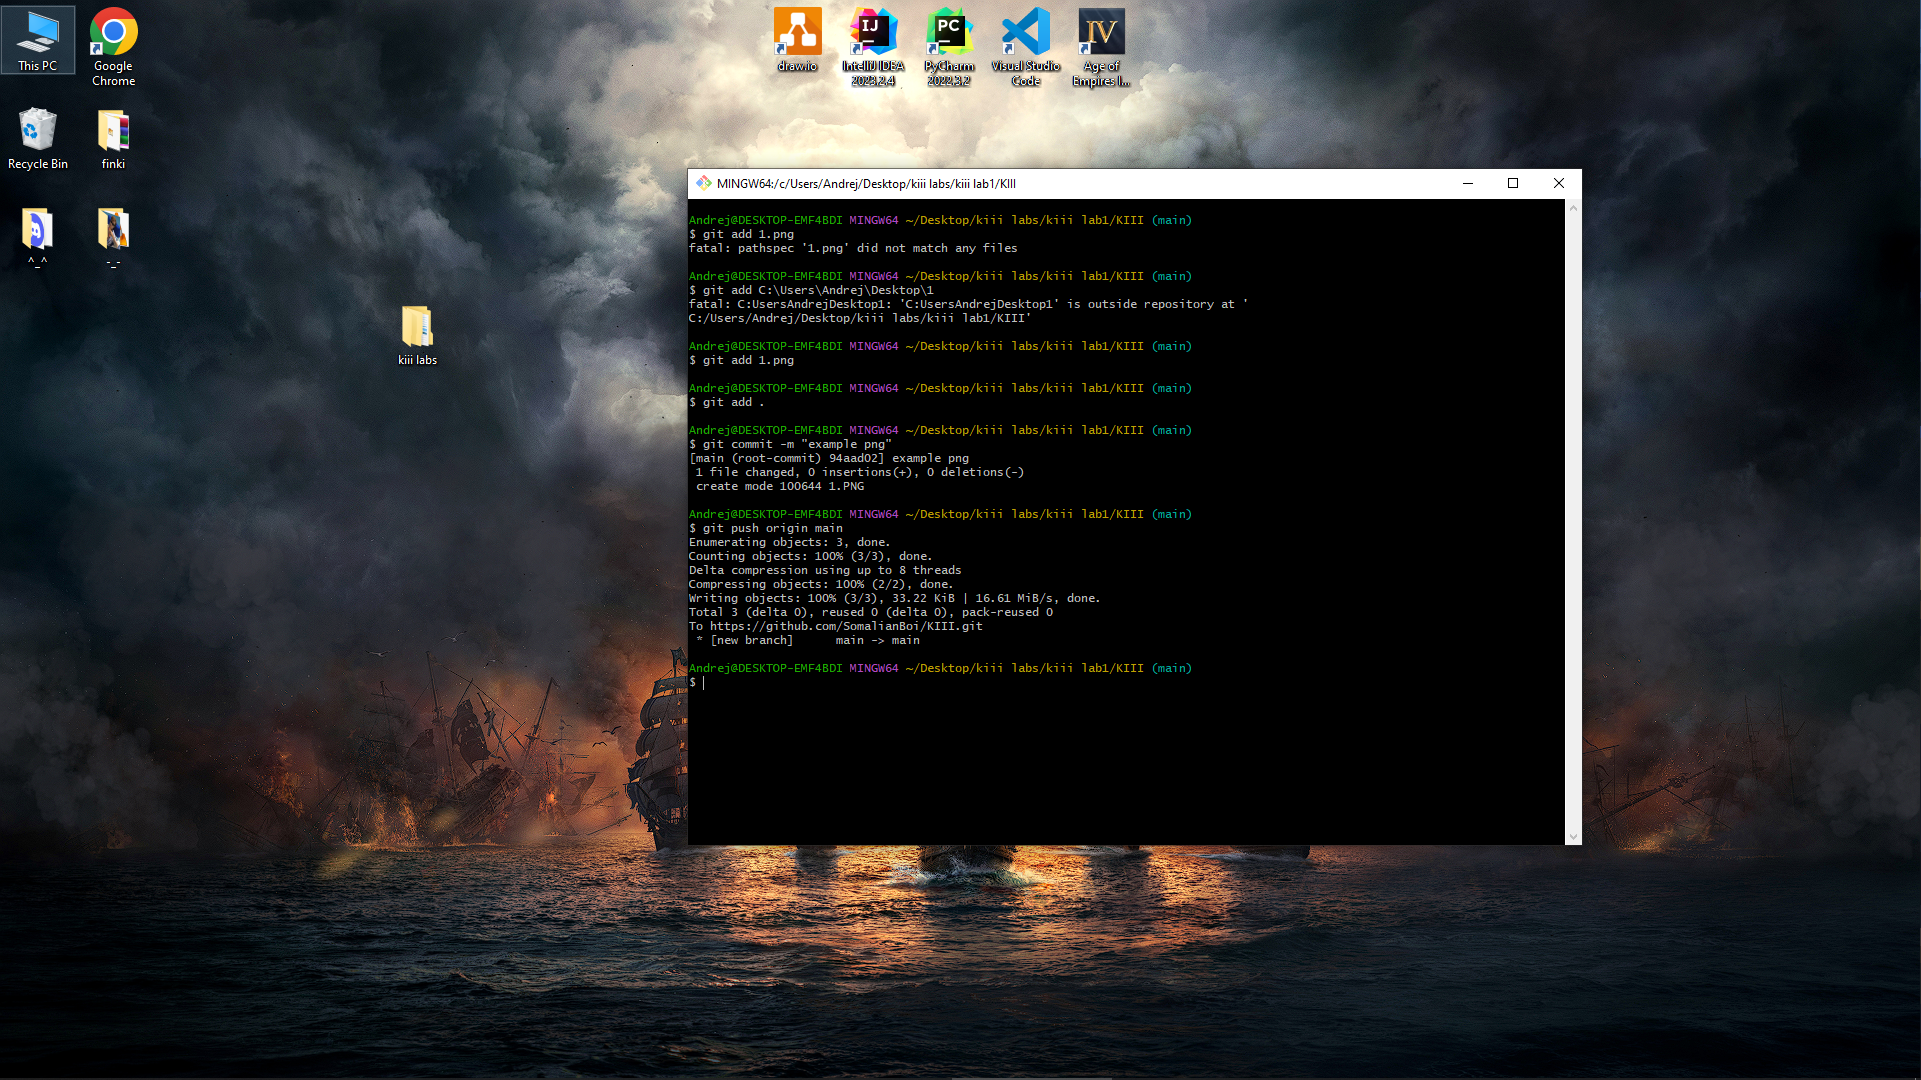 This PC
Google
Chrome
Recycle Bin
finki
^_^
-_-
kiii labs
draw.io
IJ
IntelliJ IDEA
2023.2.4
PC
PyCharm
2022.3.2
Visual Studio
Code
IV
Age of
Empires I...
MINGW64:/c/Users/Andrej/Desktop/kiii labs/kiii lab1/KIII
Andrej@DESKTOP-EMF4BDI MINGW64 ~/Desktop/kiii labs/kiii lab1/KIII (main)
$ git add 1.png
fatal: pathspec '1.png' did not match any files
Andrej@DESKTOP-EMF4BDI MINGW64 ~/Desktop/kiii labs/kiii lab1/KIII (main)
$ git add C:\Users\Andrej\Desktop\1
fatal: C:UsersAndrejDesktop1: 'C:UsersAndrejDesktop1' is outside repository at '
C:/Users/Andrej/Desktop/kiii labs/kiii lab1/KIII'
Andrej@DESKTOP-EMF4BDI MINGW64 ~/Desktop/kiii labs/kiii lab1/KIII (main)
$ git add 1.png
Andrej@DESKTOP-EMF4BDI MINGW64 ~/Desktop/kiii labs/kiii lab1/KIII (main)
$ git add .
Andrej@DESKTOP-EMF4BDI MINGW64 ~/Desktop/kiii labs/kiii lab1/KIII (main)
$ git commit -m "example png"
[main (root-commit) 94aad02] example png
1 file changed, 0 insertions(+), 0 deletions(-)
create mode 100644 1.PNG
Andrej@DESKTOP-EMF4BDI MINGW64 ~/Desktop/kiii labs/kiii lab1/KIII (main)
$ git push origin main
Enumerating objects: 3, done.
Counting objects: 100% (3/3), done.
Delta compression using up to 8 threads
Compressing objects: 100% (2/2), done.
Writing objects: 100% (3/3), 33.22 KiB | 16.61 MiB/s, done.
Total 3 (delta 0), reused 0 (delta 0), pack-reused 0
To https://github.com/SomalianBoi/KIII.git
* [new branch]      main -> main
Andrej@DESKTOP-EMF4BDI MINGW64 ~/Desktop/kiii labs/kiii lab1/KIII (main)
$